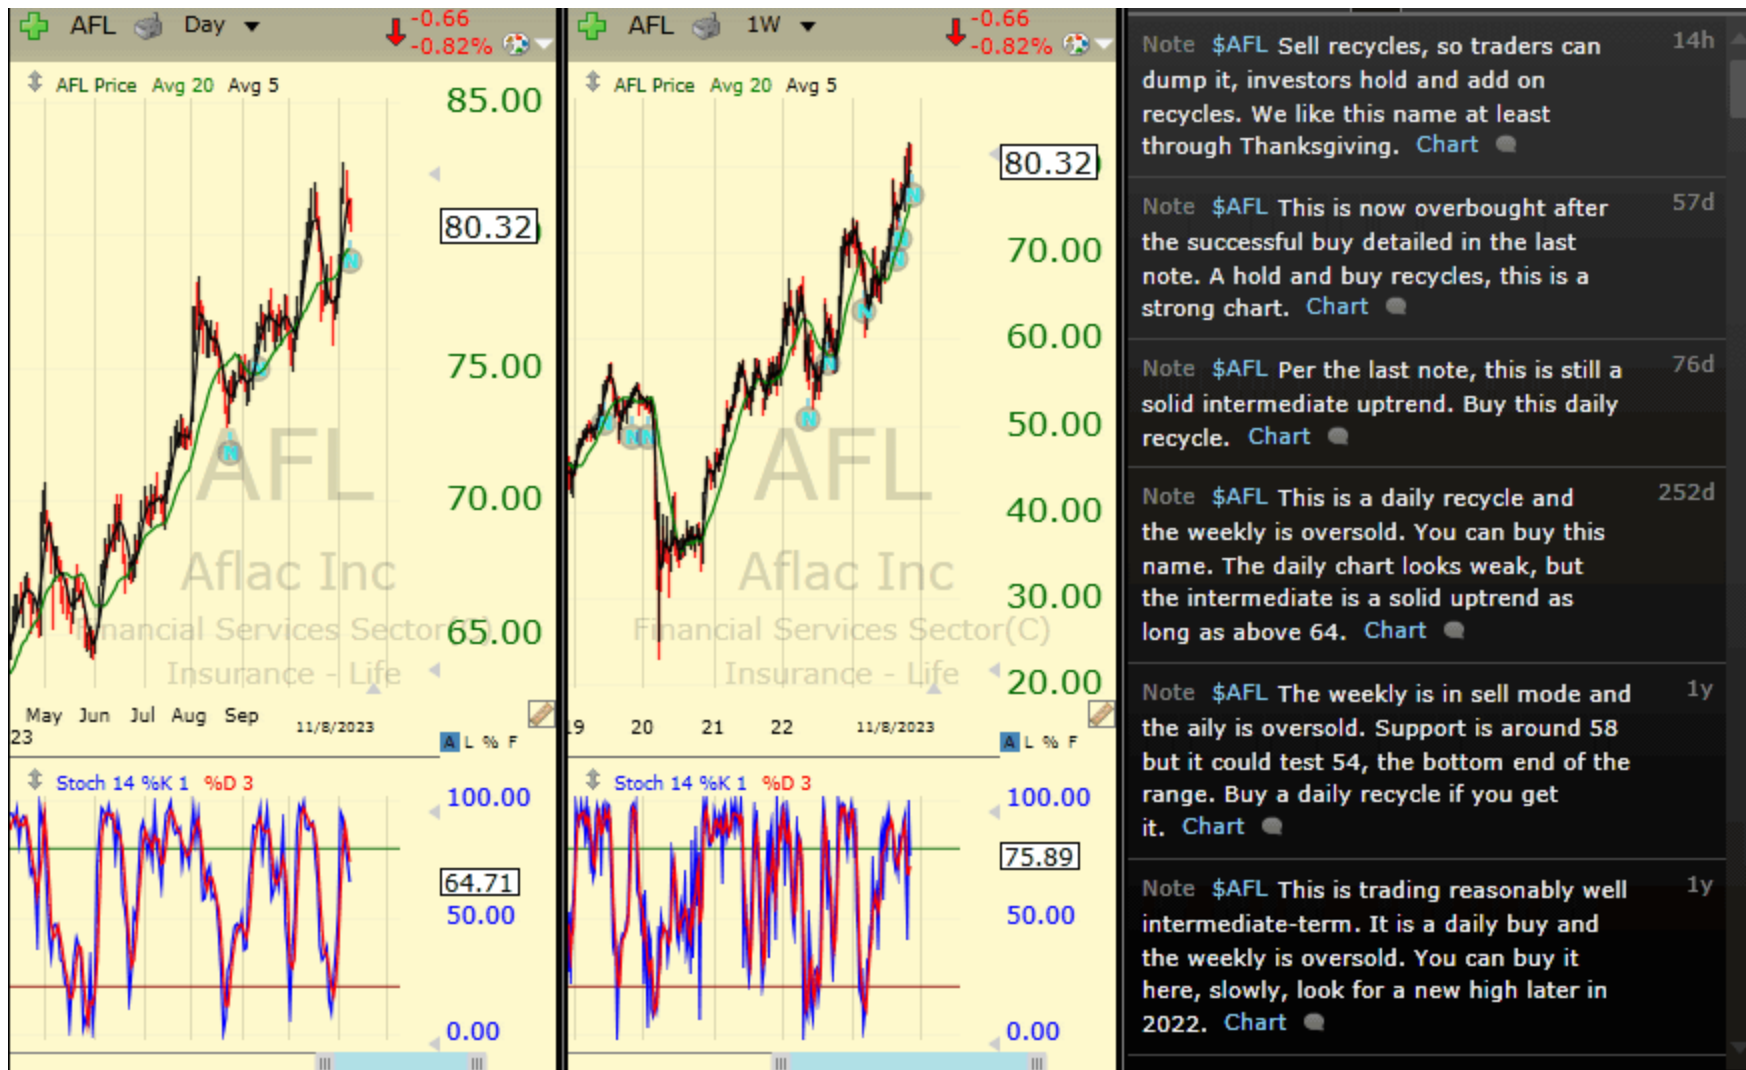 AFL Day
-0.66
-0.82%
AFL Price Avg 20 Avg 5
85.00
80.32
75.00
70.00
65.00
AFL
Aflac Inc
Financial Services Sector(C)
Insurance - Life
May Jun Jul Aug Sep 11/8/2023
23
A L % F
Stoch 14 %K 1 %D 3
100.00
64.71
50.00
0.00
AFL 1W
-0.66
-0.82%
AFL Price Avg 20 Avg 5
80.32
70.00
60.00
50.00
40.00
30.00
20.00
AFL
Aflac Inc
Financial Services Sector(C)
Insurance - Life
19 20 21 22 11/8/2023
A L % F
Stoch 14 %K 1 %D 3
100.00
75.89
50.00
0.00
Note $AFL Sell recycles, so traders can 14h
dump it, investors hold and add on
recycles. We like this name at least
through Thanksgiving. Chart
Note $AFL This is now overbought after 57d
the successful buy detailed in the last
note. A hold and buy recycles, this is a
strong chart. Chart
Note $AFL Per the last note, this is still a 76d
solid intermediate uptrend. Buy this daily
recycle. Chart
Note $AFL This is a daily recycle and 252d
the weekly is oversold. You can buy this
name. The daily chart looks weak, but
the intermediate is a solid uptrend as
long as above 64. Chart
Note $AFL The weekly is in sell mode and 1y
the aily is oversold. Support is around 58
but it could test 54, the bottom end of the
range. Buy a daily recycle if you get
it. Chart
Note $AFL This is trading reasonably well 1y
intermediate-term. It is a daily buy and
the weekly is oversold. You can buy it
here, slowly, look for a new high later in
2022. Chart
N
N
N
N
N
N
N
N
N
N
N
N